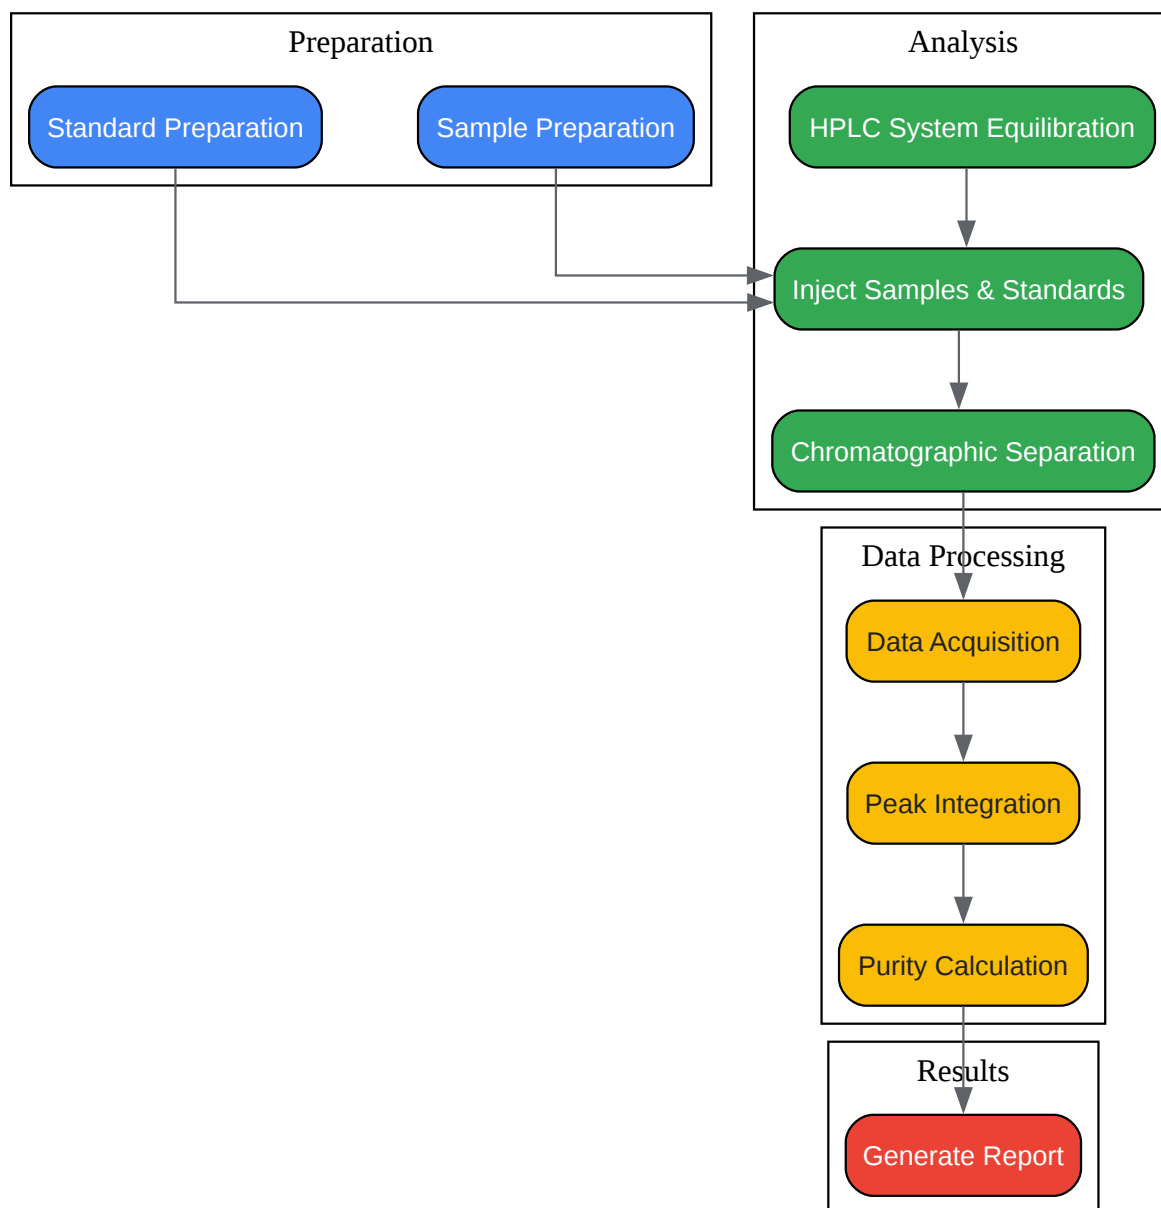 Preparation
Standard Preparation
Sample Preparation
Analysis
HPLC System Equilibration
Inject Samples & Standards
Chromatographic Separation
Data Processing
Data Acquisition
Peak Integration
Purity Calculation
Results
Generate Report